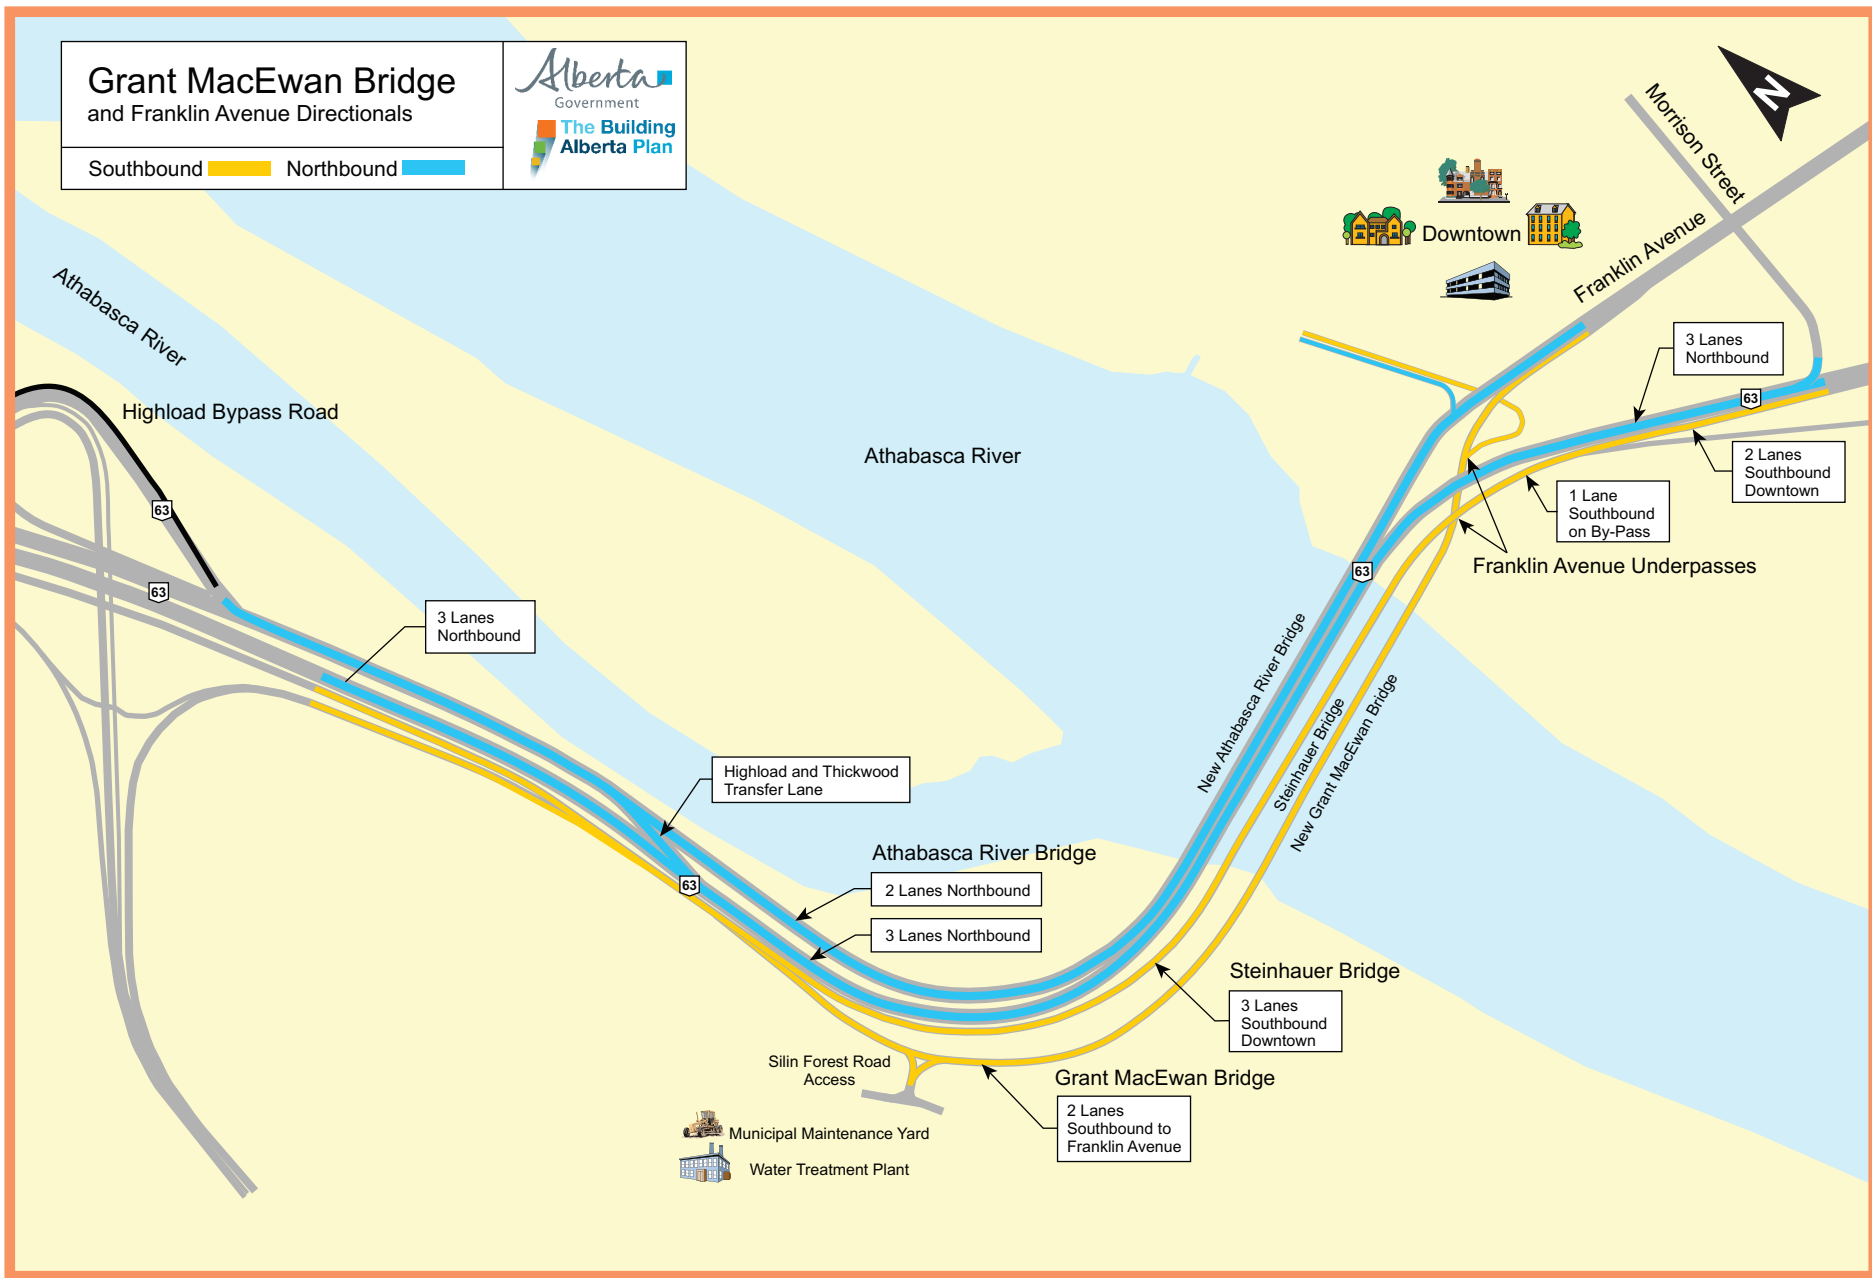 Grant MacEwan Bridge
and Franklin Avenue Directionals
Southbound
Northbound
Alberta
Government
The Building
Alberta Plan
N
Morrison Street
Franklin Avenue
Downtown
Athabasca
River
Highload Bypass Road
63
63
Athabasca River
3 Lanes
Northbound
63
2 Lanes
Southbound
Downtown
1 Lane
Southbound
on By-Pass
Franklin Avenue Underpasses
63
3 Lanes
Northbound
New Athabasca River Bridge
Steinhauer Bridge
New Grant MacEwan Bridge
Highload and Thickwood
Transfer Lane
63
Athabasca River Bridge
2 Lanes Northbound
3 Lanes Northbound
Steinhauer Bridge
3 Lanes
Southbound
Downtown
Silin Forest Road
Access
Grant MacEwan Bridge
2 Lanes
Southbound to
Franklin Avenue
Municipal Maintenance Yard
Water Treatment Plant